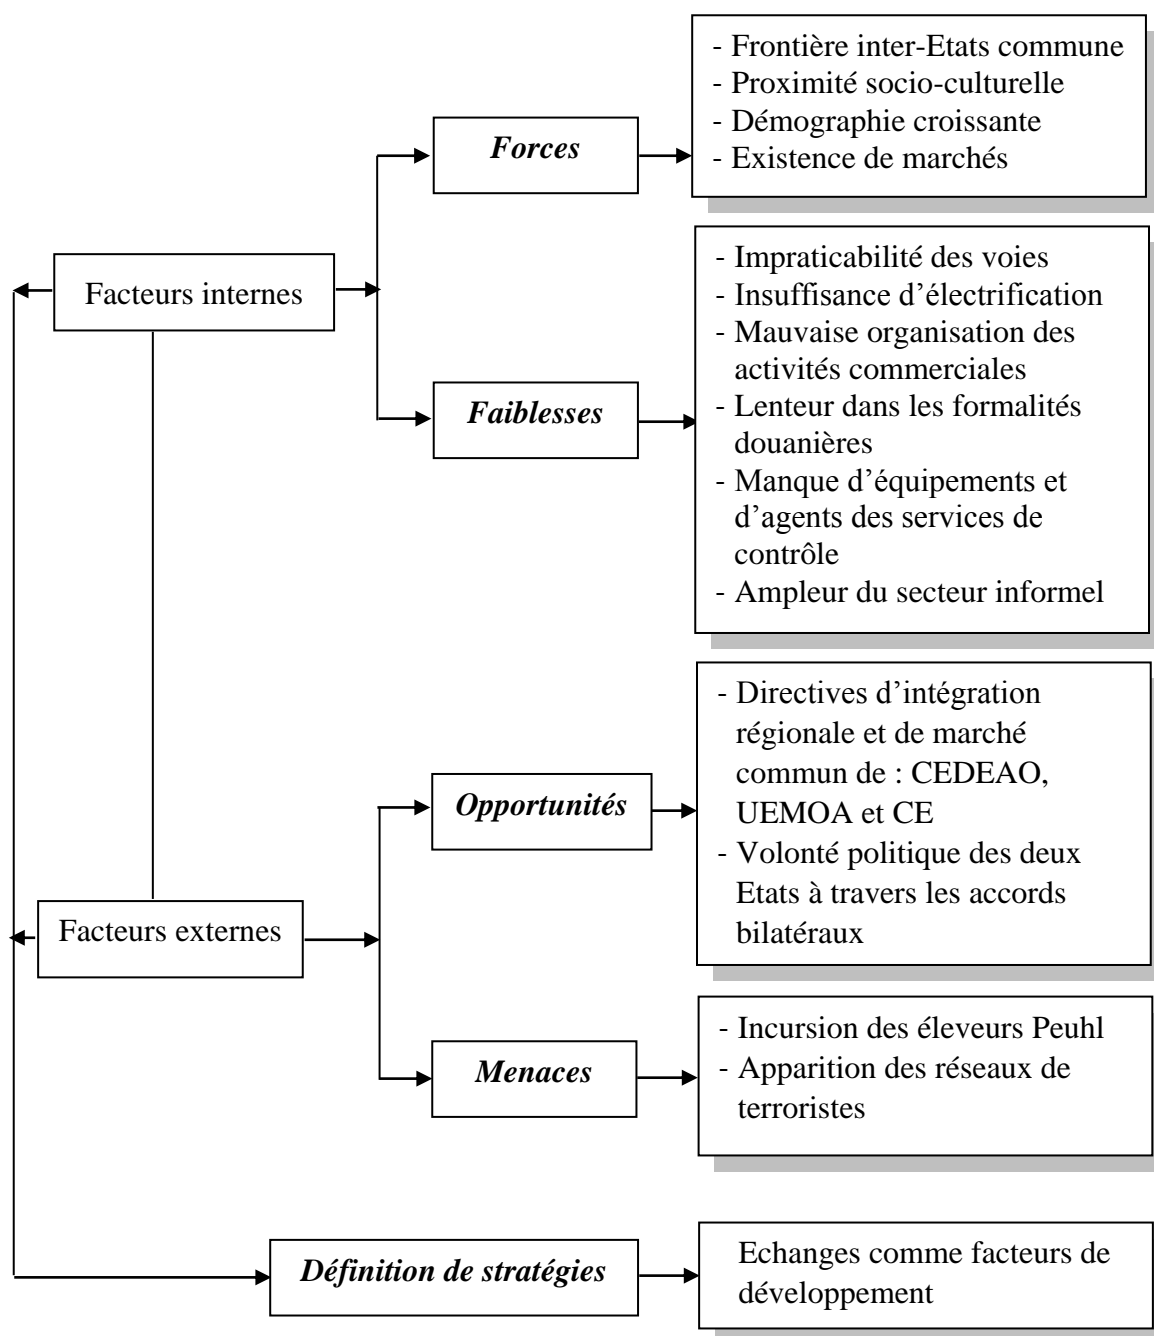 - Frontière inter-Etats commune
- Proximité socio-culturelle
- Démographie croissante
- Existence de marchés
Forces
Facteurs internes
- Impraticabilité des voies
- Insuffisance d’électrification
- Mauvaise organisation des
activités commerciales
- Lenteur dans les formalités
douanières
- Manque d’équipements et
d’agents des services de
contrôle
- Ampleur du secteur informel
Faiblesses
- Directives d’intégration
régionale et de marché
commun de : CEDEAO,
UEMOA et CE
- Volonté politique des deux
Etats à travers les accords
bilatéraux
Opportunités
Facteurs externes
- Incursion des éleveurs Peuhl
- Apparition des réseaux de
terroristes
Menaces
Définition de stratégies
Echanges comme facteurs de
développement